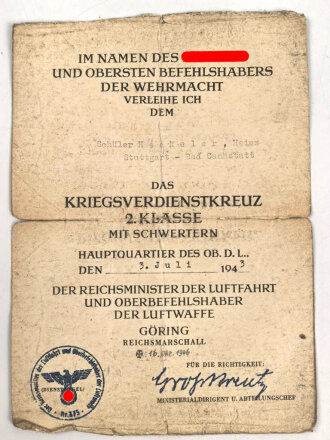 IM NAMEN DES
UND OBERSTEN BEFEHLSHABERS
DER WEHRMACHT
VERLEIHE ICH
DEM
Schüler Heinz
Stuttgart - Bad Cannstatt
DAS
KRIEGSVERDIENSTKREUZ
2. KLASSE
MIT SCHWERTERN
HAUPTQUARTIER DES OB. D. L.,
DEN 3. Juli 1943
DER REICHSMINISTER DER LUFTFAHRT
UND OBERBEFEHLSHABER
DER LUFTWAFFE
GÖRING
REICHSMARSCHALL
FÜR DIE RICHTIGKEIT:
(DIENSTSIEGEL)
MINISTERIALDIRIGENT U. ABTEILUNGSCHEF